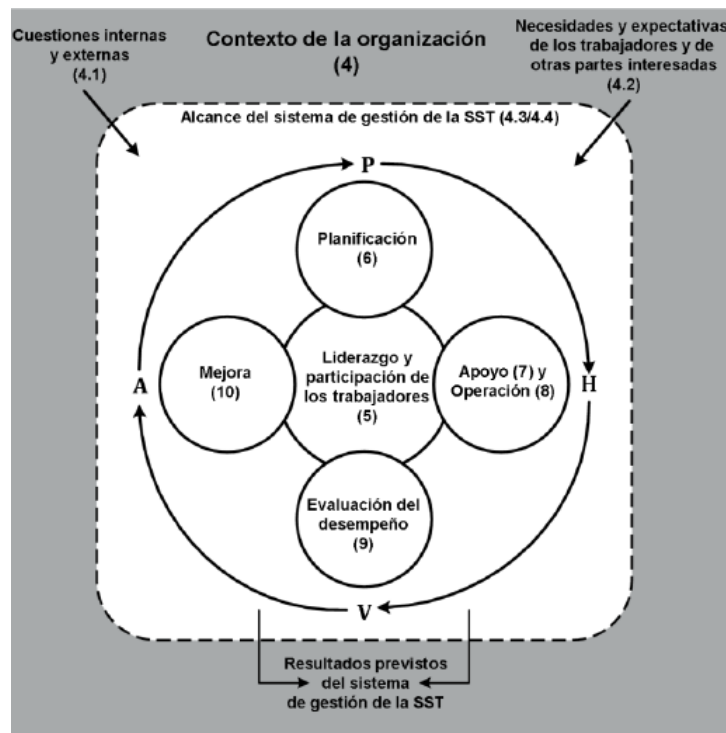 Cuestiones internas
y externas
(4.1)
Contexto de la organización
(4)
Necesidades y expectativas
de los trabajadores y de
otras partes interesadas
(4.2)
Alcance del sistema de gestión de la SST (4.3/4.4)
P
Planificación
(6)
A
Mejora
(10)
Liderazgo y
participación de
los trabajadores
(5)
Apoyo (7) y
Operación (8)
H
Evaluación del
desempeño
(9)
V
Resultados previstos
del sistema
de gestión de la SST